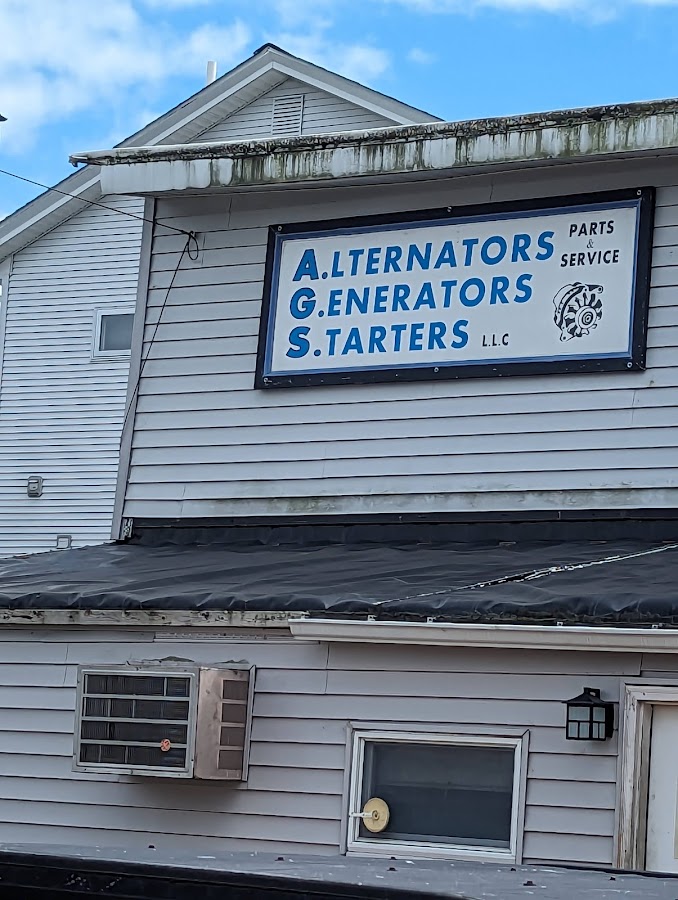 A.LTERNATORS
G.ENERATORS
S.TARTERS L.L.C
PARTS
&
SERVICE